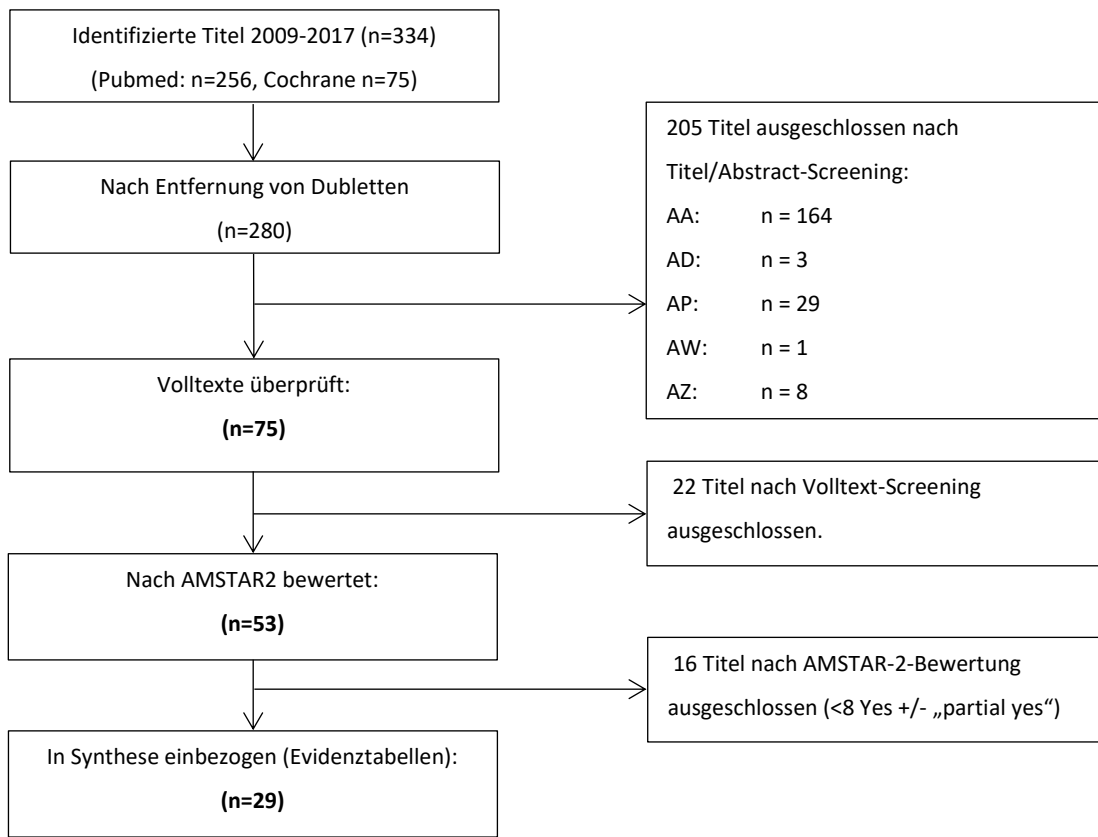 Identifizierte Titel 2009-2017 (n=334)
(Pubmed: n=256, Cochrane n=75)
Nach Entfernung von Dubletten
(n=280)
205 Titel ausgeschlossen nach
Titel/Abstract-Screening:
AA: n = 164
AD: n = 3
AP: n = 29
AW: n = 1
AZ: n = 8
Volltexte überprüft:
(n=75)
22 Titel nach Volltext-Screening
ausgeschlossen.
Nach AMSTAR2 bewertet:
(n=53)
16 Titel nach AMSTAR-2-Bewertung
ausgeschlossen (<8 Yes +/- „partial yes“)
In Synthese einbezogen (Evidenztabellen):
(n=29)